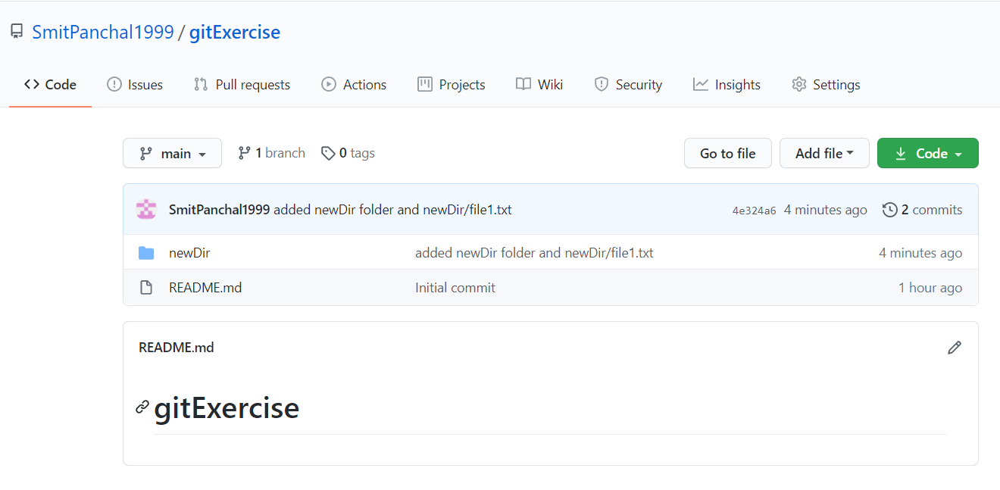 SmitPanchal1999 / gitExercise
Code Issues Pull requests Actions Projects Wiki Security Insights Settings
main 1 branch 0 tags Go to file Add file Code
SmitPanchal1999 added newDir folder and newDir/file1.txt 4e324a6 4 minutes ago 2 commits
newDir added newDir folder and newDir/file1.txt 4 minutes ago
README.md Initial commit 1 hour ago
README.md
gitExercise